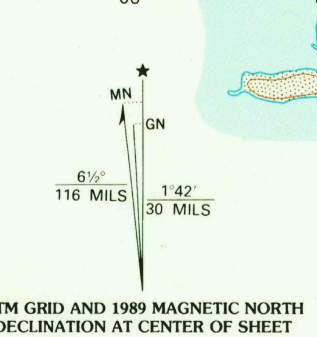 MN
GN
6½°
116 MILS
1°42′
30 MILS
TM GRID AND 1989 MAGNETIC NORTH
DECLINATION AT CENTER OF SHEET